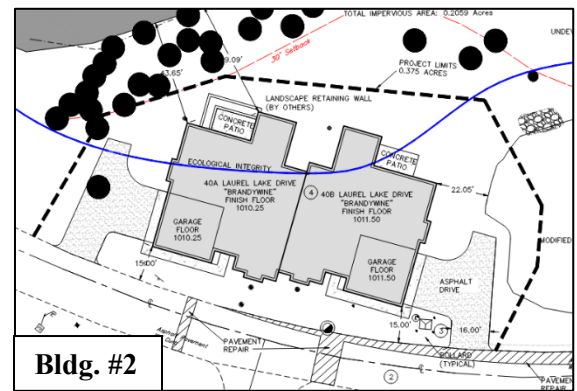 TOTAL IMPERVIOUS AREA: 0.2059 Acres
30' Setback
9.09'
43.65'
PROJECT LIMITS
0.375 ACRES
LANDSCAPE RETAINING WALL
(BY OTHERS)
CONCRETE
PATIO
CONCRETE
PATIO
ECOLOGICAL INTEGRITY
4
40A LAUREL LAKE DRIVE
"BRANDYWINE"
FINISH FLOOR
1010.25
40B LAUREL LAKE DRIVE
"BRANDYWINE"
FINISH FLOOR
1011.50
22.05'
GARAGE
FLOOR
1010.25
GARAGE
FLOOR
1011.50
MODIFIED
ASPHALT
DRIVE
15.00'
15.00'
16.00'
3
PAVEMENT
REPAIR
BOLLARD
(TYPICAL)
2
PAVEMENT
REPAIR
Asphalt Pavement
Bldg. #2